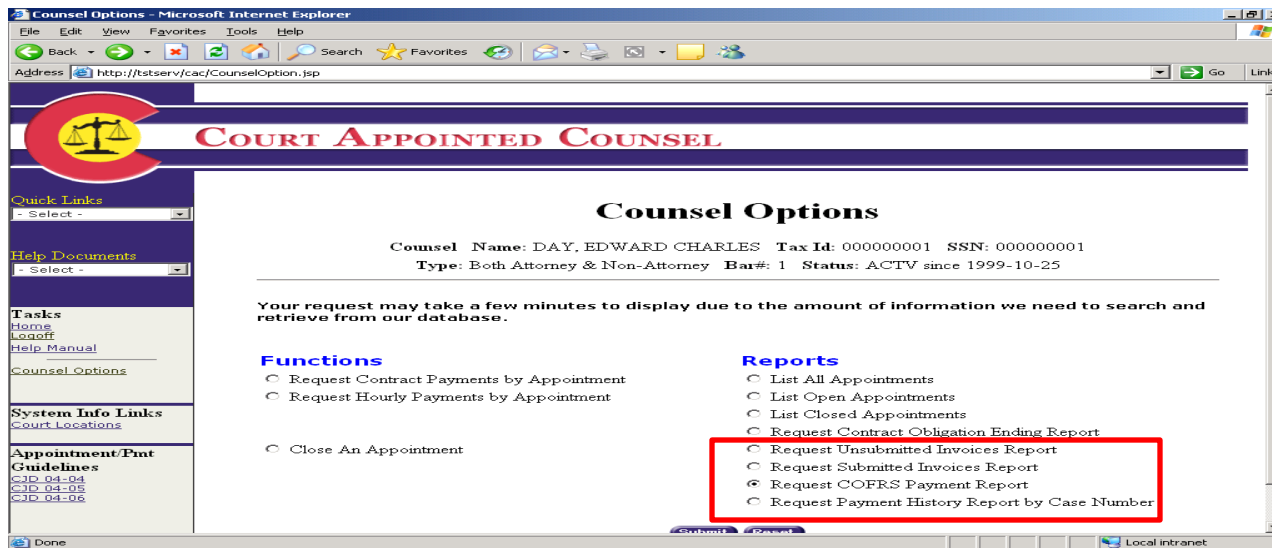 Counsel Options - Microsoft Internet Explorer
File Edit View Favorites Tools Help
Back Search Favorites
Address http://tstserv/cac/CounselOption.jsp Go Link
COURT APPOINTED COUNSEL
Quick Links
- Select -
Help Documents
- Select -
Tasks
Home
Logoff
Help Manual
Counsel Options
System Info Links
Court Locations
Appointment/Pmt
Guidelines
CJD 04-04
CJD 04-05
CJD 04-06
Counsel Options
Counsel Name: DAY, EDWARD CHARLES Tax Id: 000000001 SSN: 000000001
Type: Both Attorney & Non-Attorney Bar#: 1 Status: ACTV since 1999-10-25
Your request may take a few minutes to display due to the amount of information we need to search and
retrieve from our database.
Functions
Request Contract Payments by Appointment
Request Hourly Payments by Appointment
Close An Appointment
Reports
List All Appointments
List Open Appointments
List Closed Appointments
Request Contract Obligation Ending Report
Request Unsubmitted Invoices Report
Request Submitted Invoices Report
Request COFRS Payment Report
Request Payment History Report by Case Number
Submit Reset
Done Local intranet